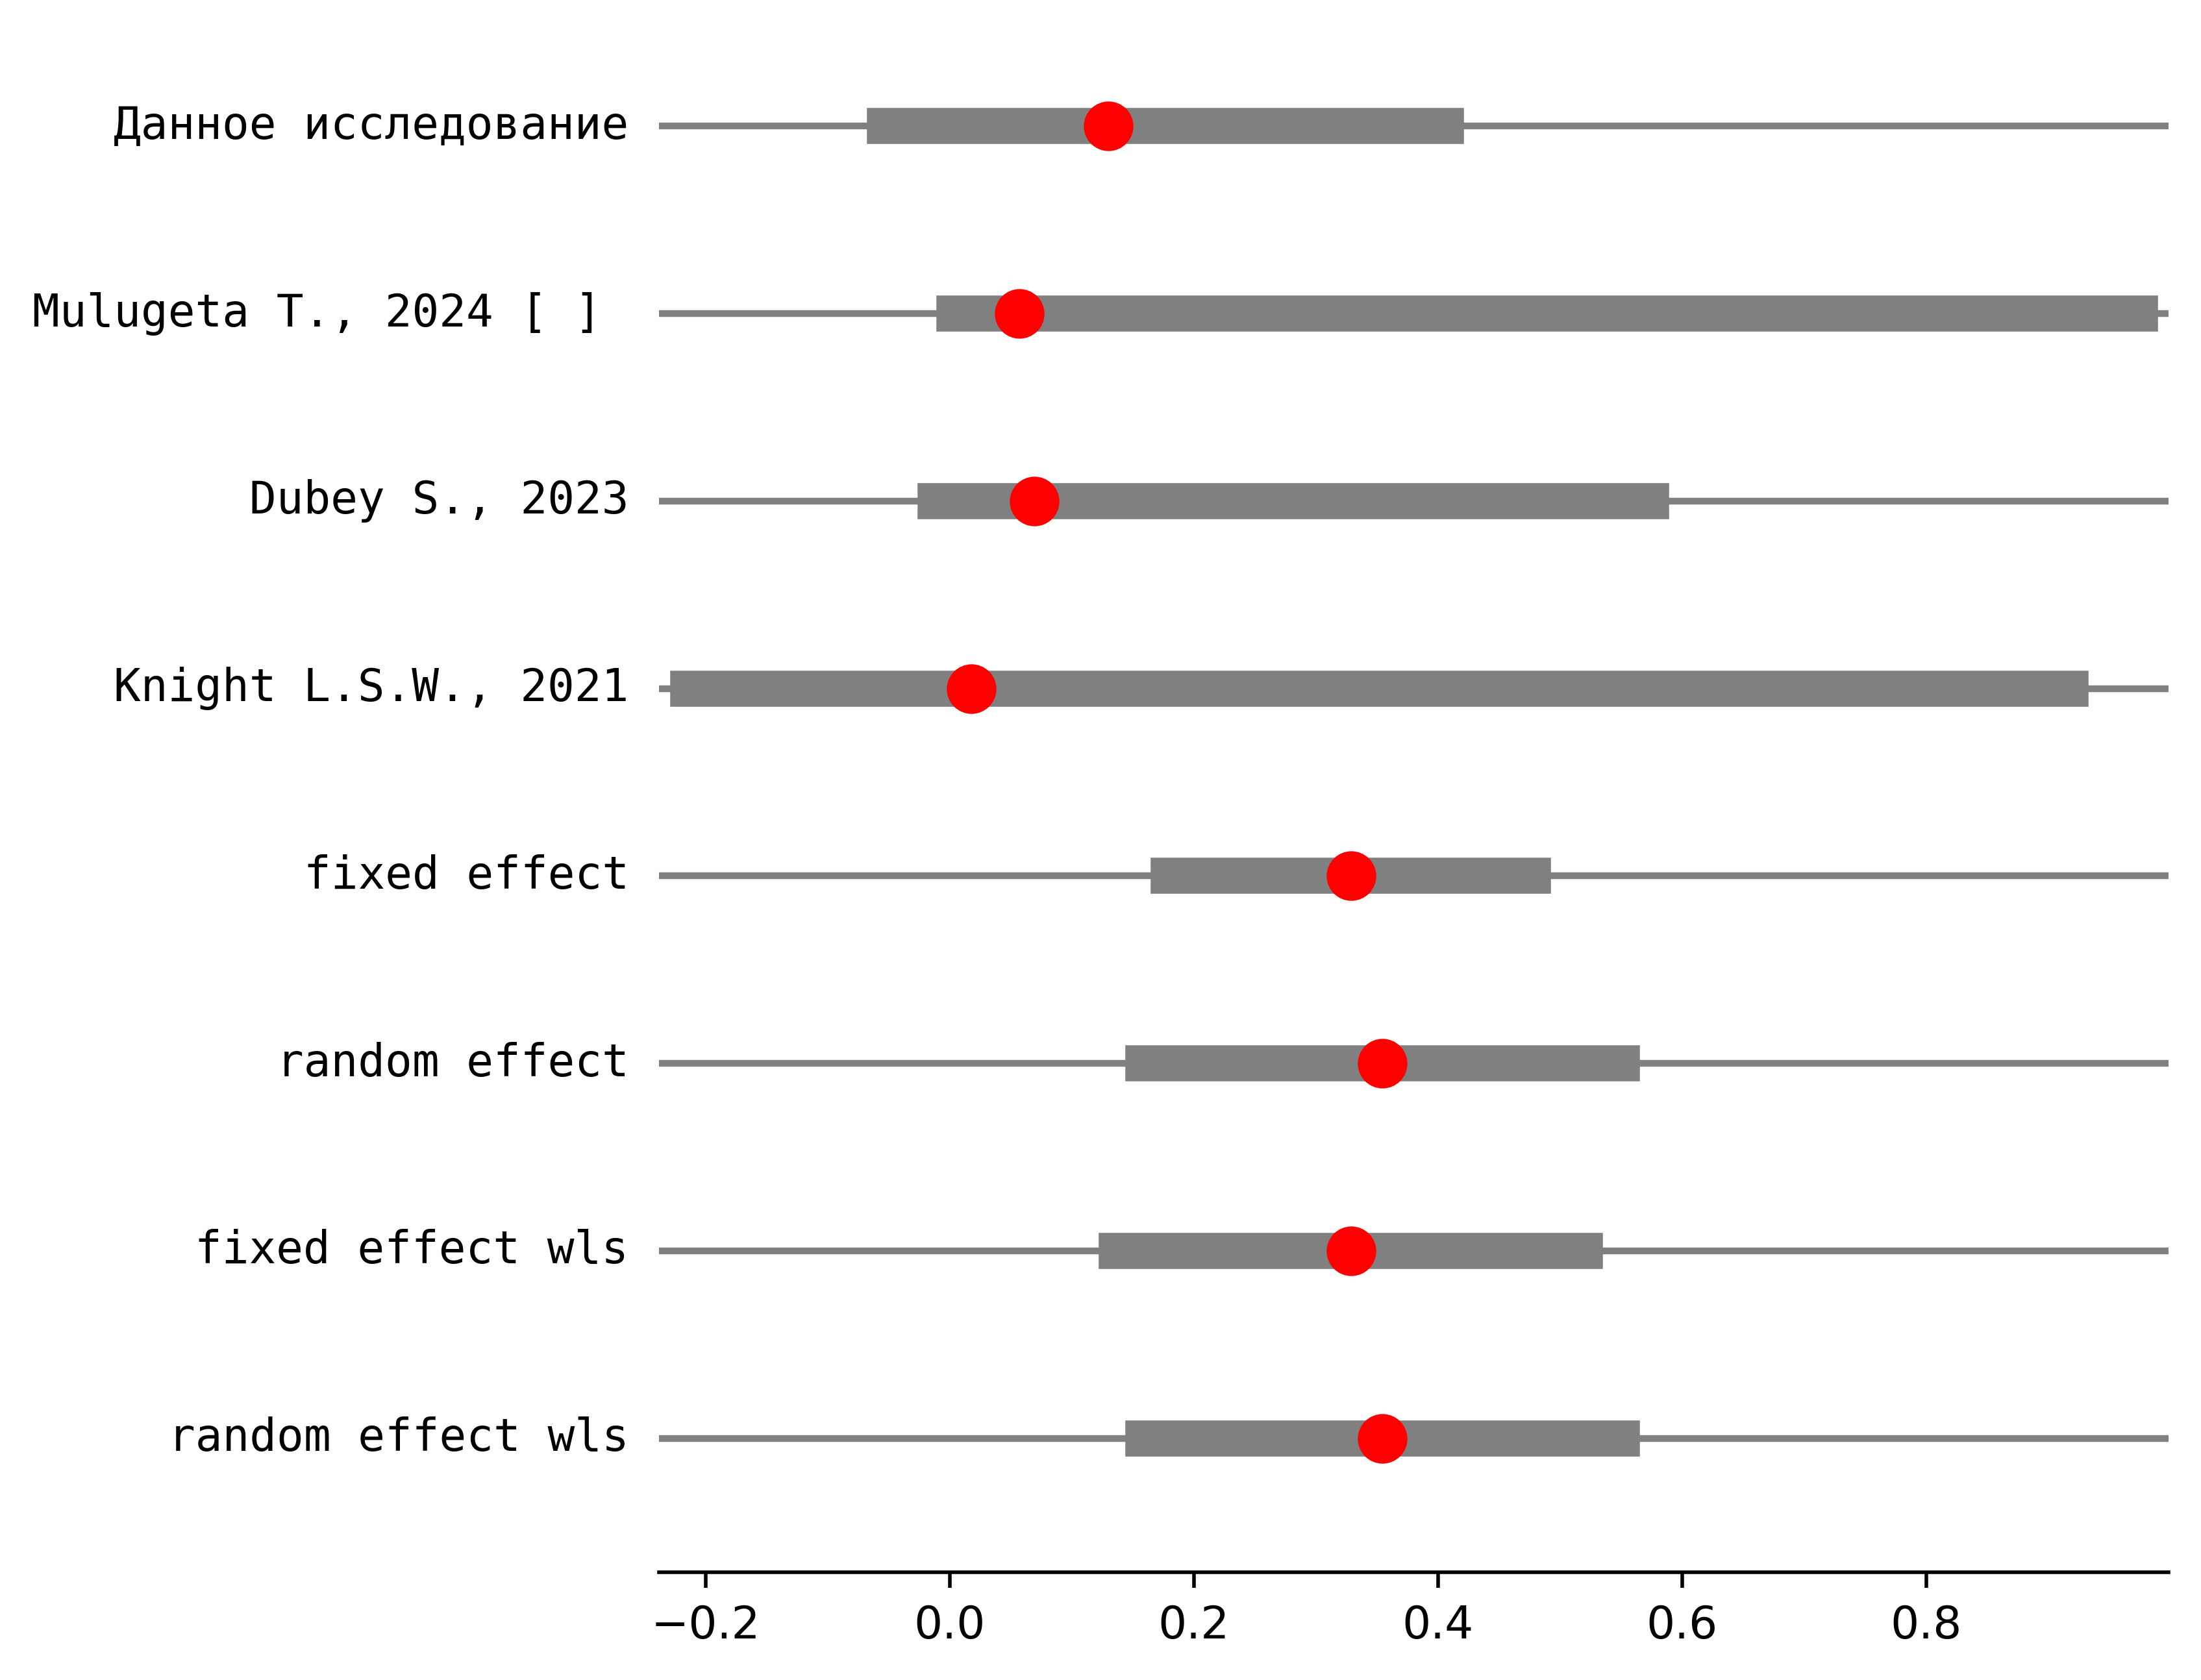 Данное исследование
Mulugeta T., 2024 [ ]
Dubey S., 2023
Knight L.S.W., 2021
fixed effect
random effect
fixed effect wls
random effect wls
−0.2 0.0 0.2 0.4 0.6 0.8